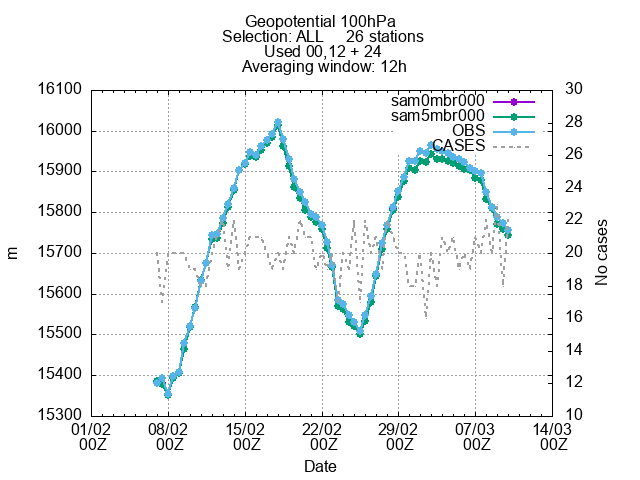 Geopotential 100hPa
Selection: ALL 26 stations
Used 00,12 + 24
Averaging window: 12h
sam0mbr000
sam5mbr000
OBS
CASES
16100
16000
15900
15800
15700
15600
15500
15400
15300
m
30
28
26
24
22
20
18
16
14
12
10
No cases
01/02 08/02 15/02 22/02 29/02 07/03 14/03
00Z 00Z 00Z 00Z 00Z 00Z 00Z
Date